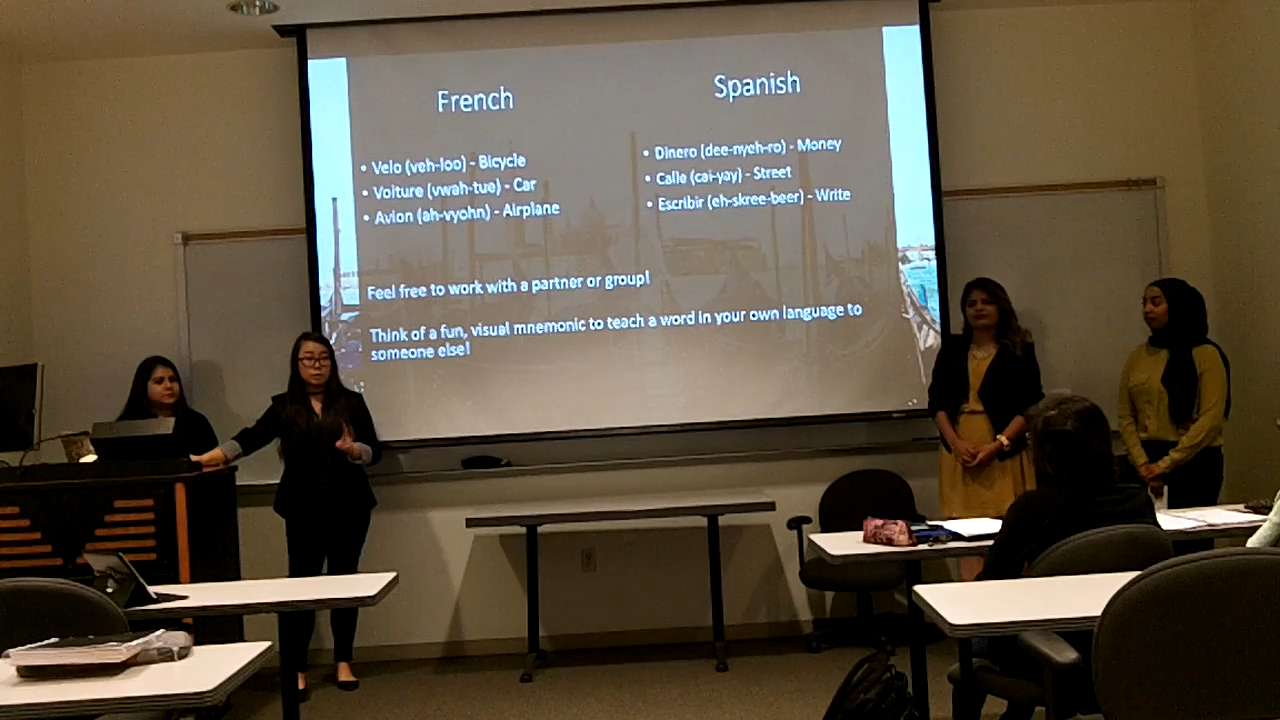 French
• Velo (veh-loo) - Bicycle
• Voiture (vwah-tue) - Car
• Avion (ah-vyohn) - Airplane
Spanish
• Dinero (dee-nyeh-ro) - Money
• Calle (cai-yay) - Street
• Escribir (eh-skree-beer) - Write
Feel free to work with a partner or group!
Think of a fun, visual mnemonic to teach a word in your own language to
someone else!